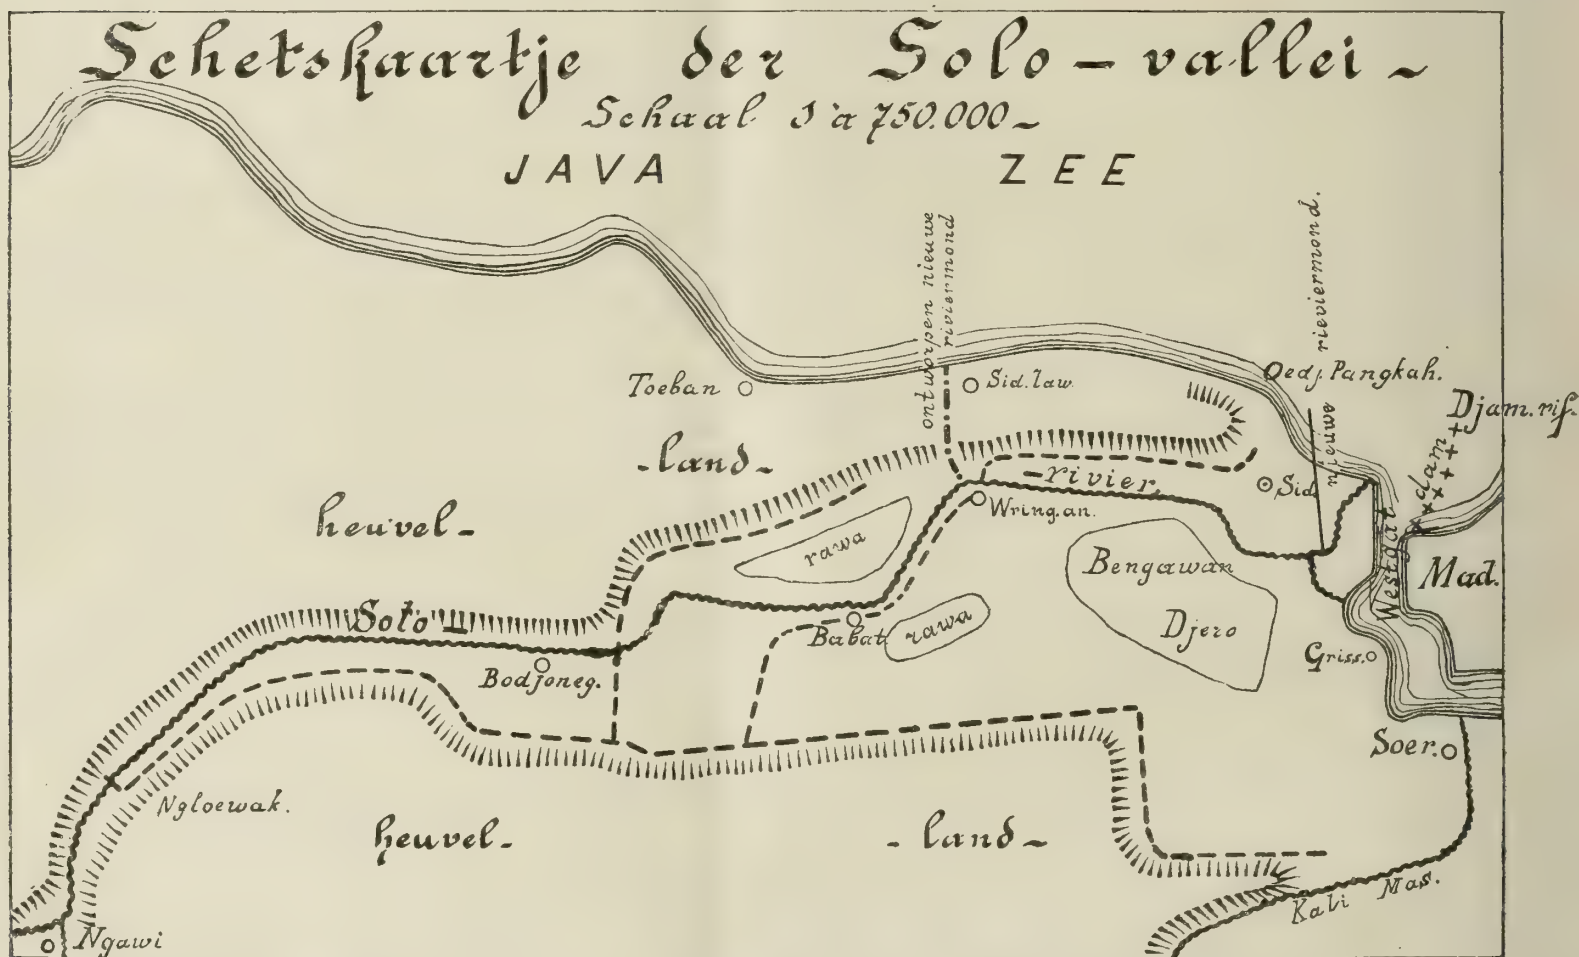 Schetskaartje der Solo-vallei-
Schaal 1 à 750.000-
JAVA ZEE
ontworpen nieuwe
riviermond
nieuwe rieviermond.
Oedj. Pangkah.
Toeban
Sid. law.
Djam. rif.
dam
-land-
-rivier.
Sid.
heuvel-
Wring.an.
rawa
Bengawan
Djero
Westgat
Mad.
Solo
Babat
rawa
Griss.
Bodjoneg.
Soer.
Ngloewak.
heuvel-
-land-
Kali Mas.
Ngawi